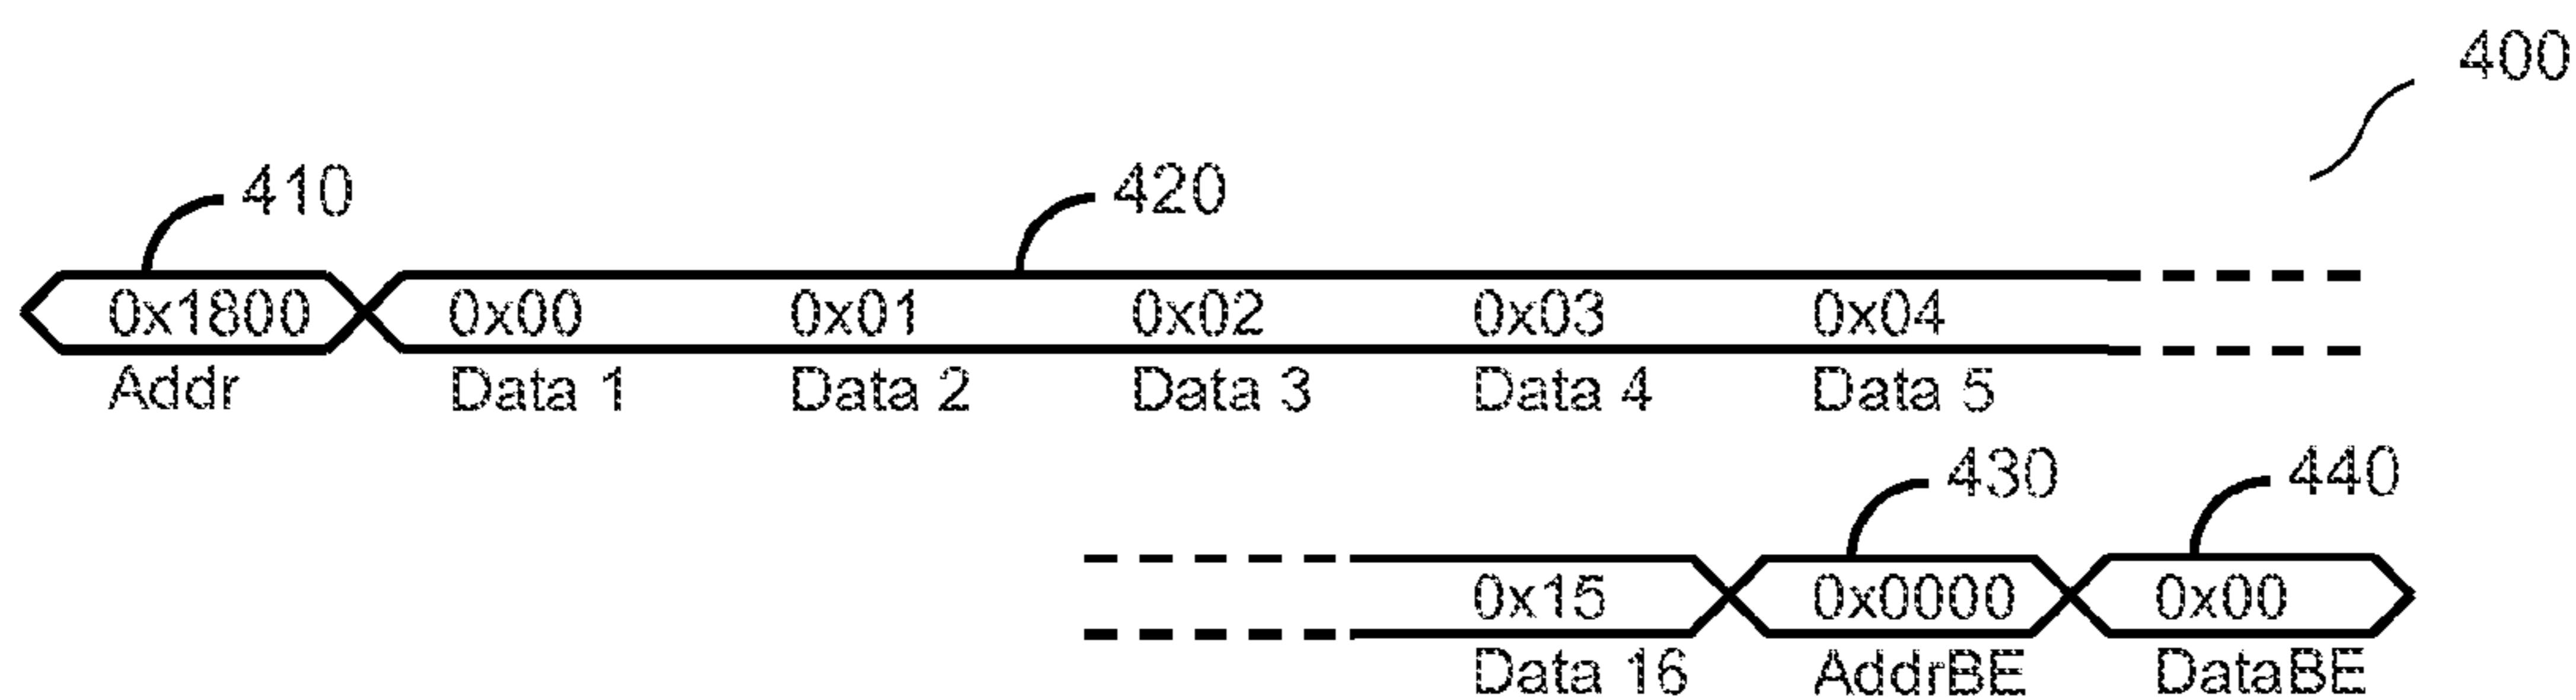 400
410 420
0x1800 0x00 0x01 0x02 0x03 0x04
Addr Data 1 Data 2 Data 3 Data 4 Data 5
430 440
0x15 0x0000 0x00
Data 16 AddrBE DataBE